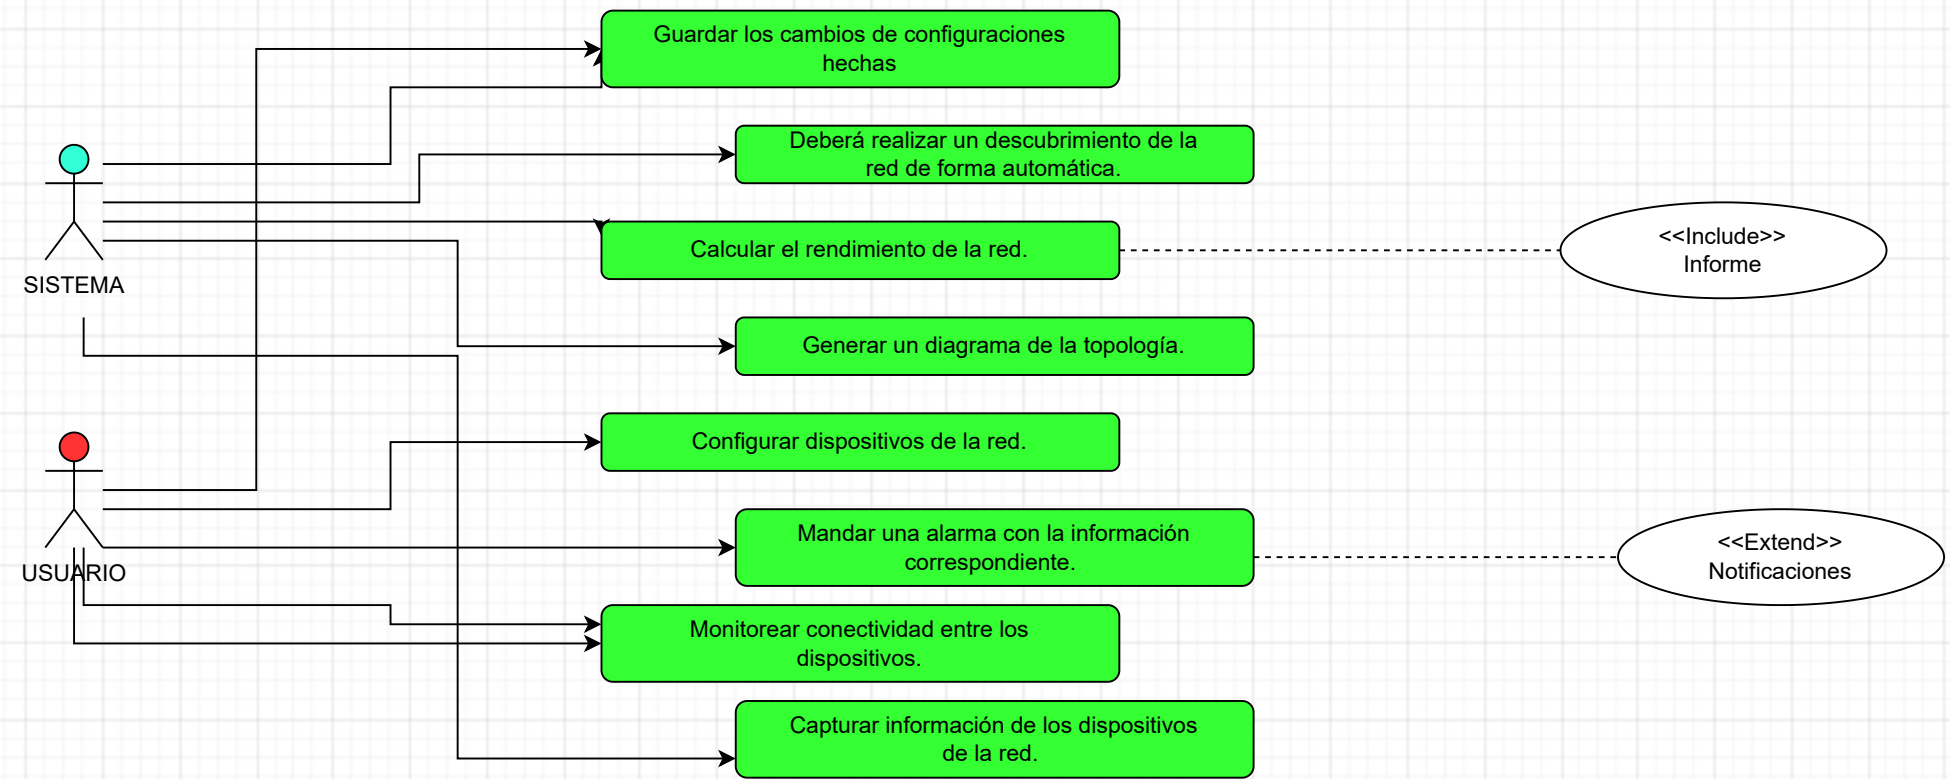 Guardar los cambios de configuraciones
hechas
Deberá realizar un descubrimiento de la
red de forma automática.
<<Include>>
Informe
Calcular el rendimiento de la red.
SISTEMA
Generar un diagrama de la topología.
Configurar dispositivos de la red.
Mandar una alarma con la información
correspondiente.
<<Extend>>
Notificaciones
USUARIO
Monitorear conectividad entre los
dispositivos.
Capturar información de los dispositivos
de la red.